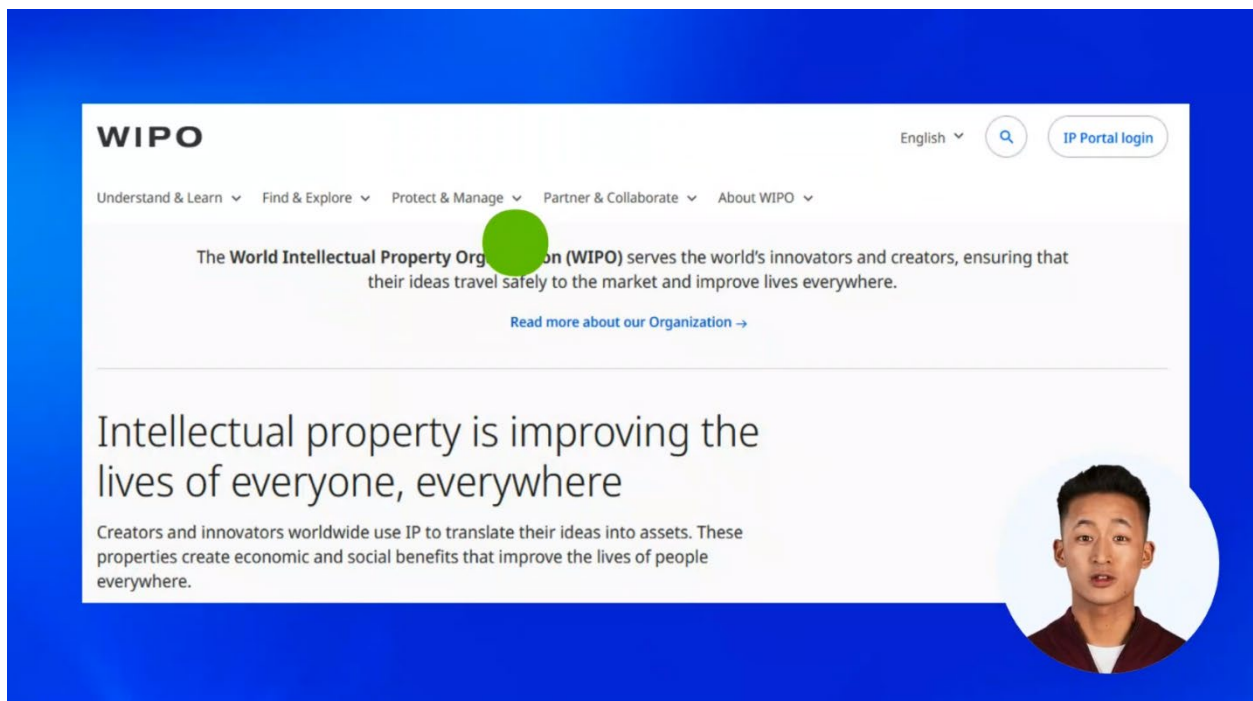 WIPO
English
IP Portal login
Understand & Learn
Find & Explore
Protect & Manage
Partner & Collaborate
About WIPO
The World Intellectual Property Org on (WIPO) serves the world's innovators and creators, ensuring that
their ideas travel safely to the market and improve lives everywhere.
Read more about our Organization →
Intellectual property is improving the
lives of everyone, everywhere
Creators and innovators worldwide use IP to translate their ideas into assets. These
properties create economic and social benefits that improve the lives of people
everywhere.